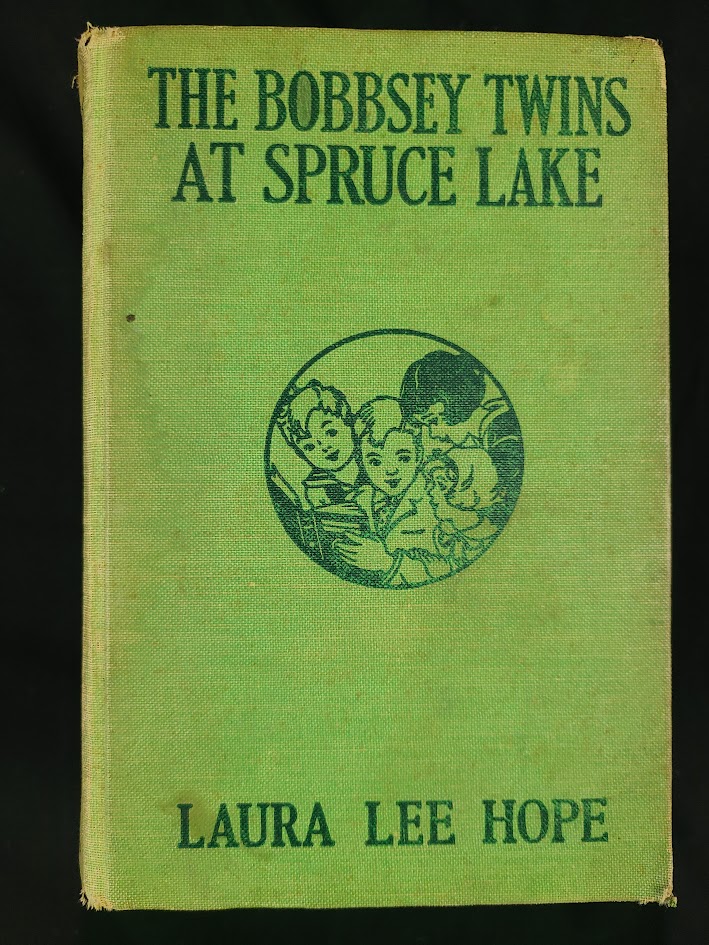 THE BOBBSEY TWINS
AT SPRUCE LAKE
LAURA LEE HOPE